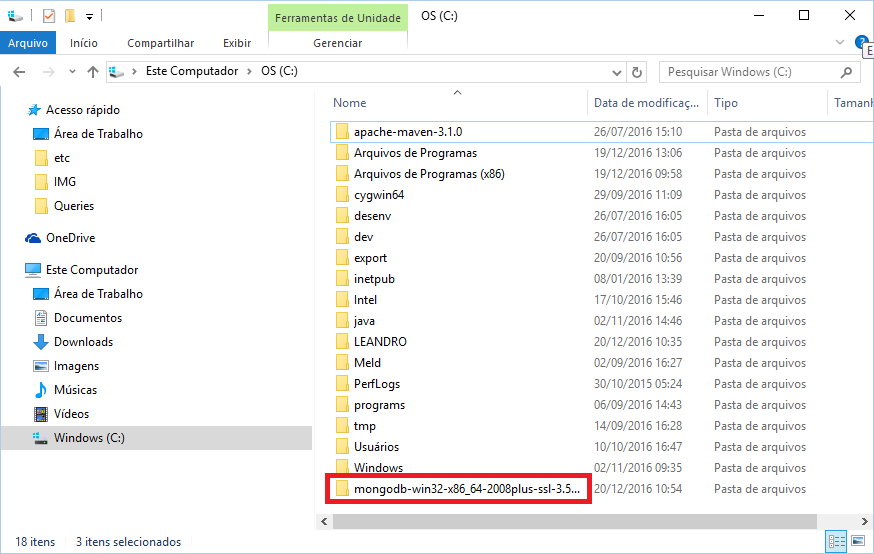 Ferramentas de Unidade OS (C:)
Arquivo Início Compartilhar Exibir Gerenciar ?
E
Este Computador OS (C:) Pesquisar Windows (C:)
Nome Data de modificaç... Tipo Tamanh
Acesso rápido
Área de Trabalho
etc
IMG
Queries
OneDrive
Este Computador
Área de Trabalho
Documentos
Downloads
Imagens
Músicas
Vídeos
Windows (C:)
apache-maven-3.1.0 26/07/2016 15:10 Pasta de arquivos
Arquivos de Programas 19/12/2016 13:06 Pasta de arquivos
Arquivos de Programas (x86) 19/12/2016 09:58 Pasta de arquivos
cygwin64 29/09/2016 11:09 Pasta de arquivos
desenv 26/07/2016 16:05 Pasta de arquivos
dev 26/07/2016 16:05 Pasta de arquivos
export 20/09/2016 10:56 Pasta de arquivos
inetpub 08/01/2016 13:39 Pasta de arquivos
Intel 17/10/2016 15:46 Pasta de arquivos
java 02/11/2016 14:46 Pasta de arquivos
LEANDRO 20/12/2016 10:35 Pasta de arquivos
Meld 02/09/2016 16:27 Pasta de arquivos
PerfLogs 30/10/2015 05:24 Pasta de arquivos
programs 06/09/2016 14:43 Pasta de arquivos
tmp 14/09/2016 16:28 Pasta de arquivos
Usuários 10/10/2016 16:47 Pasta de arquivos
Windows 02/11/2016 09:35 Pasta de arquivos
mongodb-win32-x86_64-2008plus-ssl-3.5... 20/12/2016 10:54 Pasta de arquivos
18 itens 3 itens selecionados